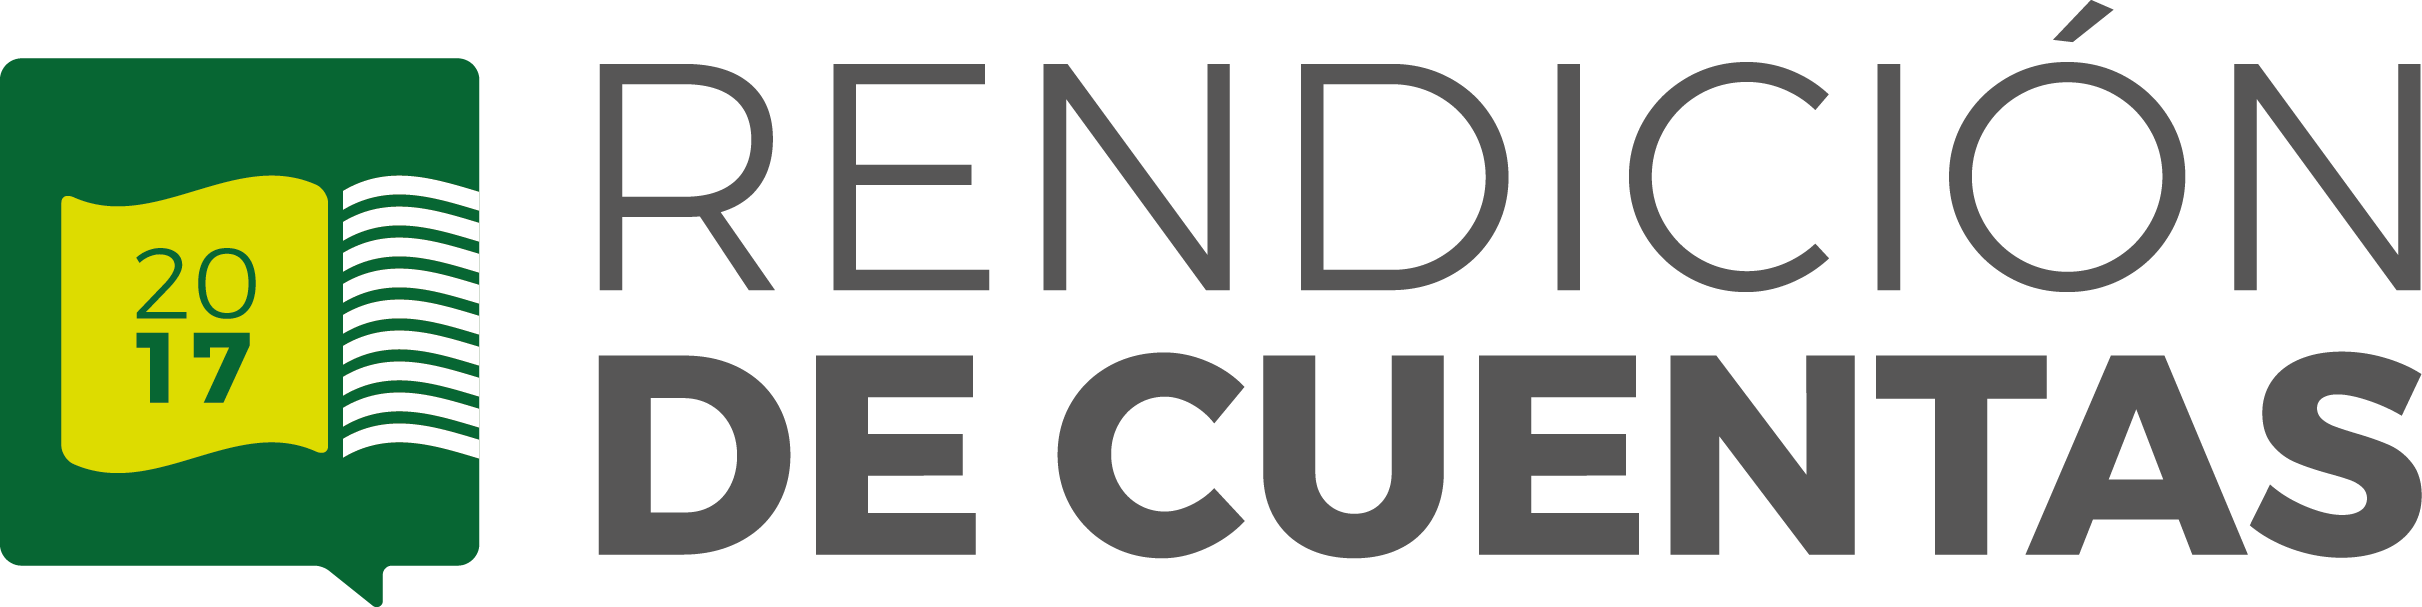 20
17
RENDICIÓN
DE CUENTAS